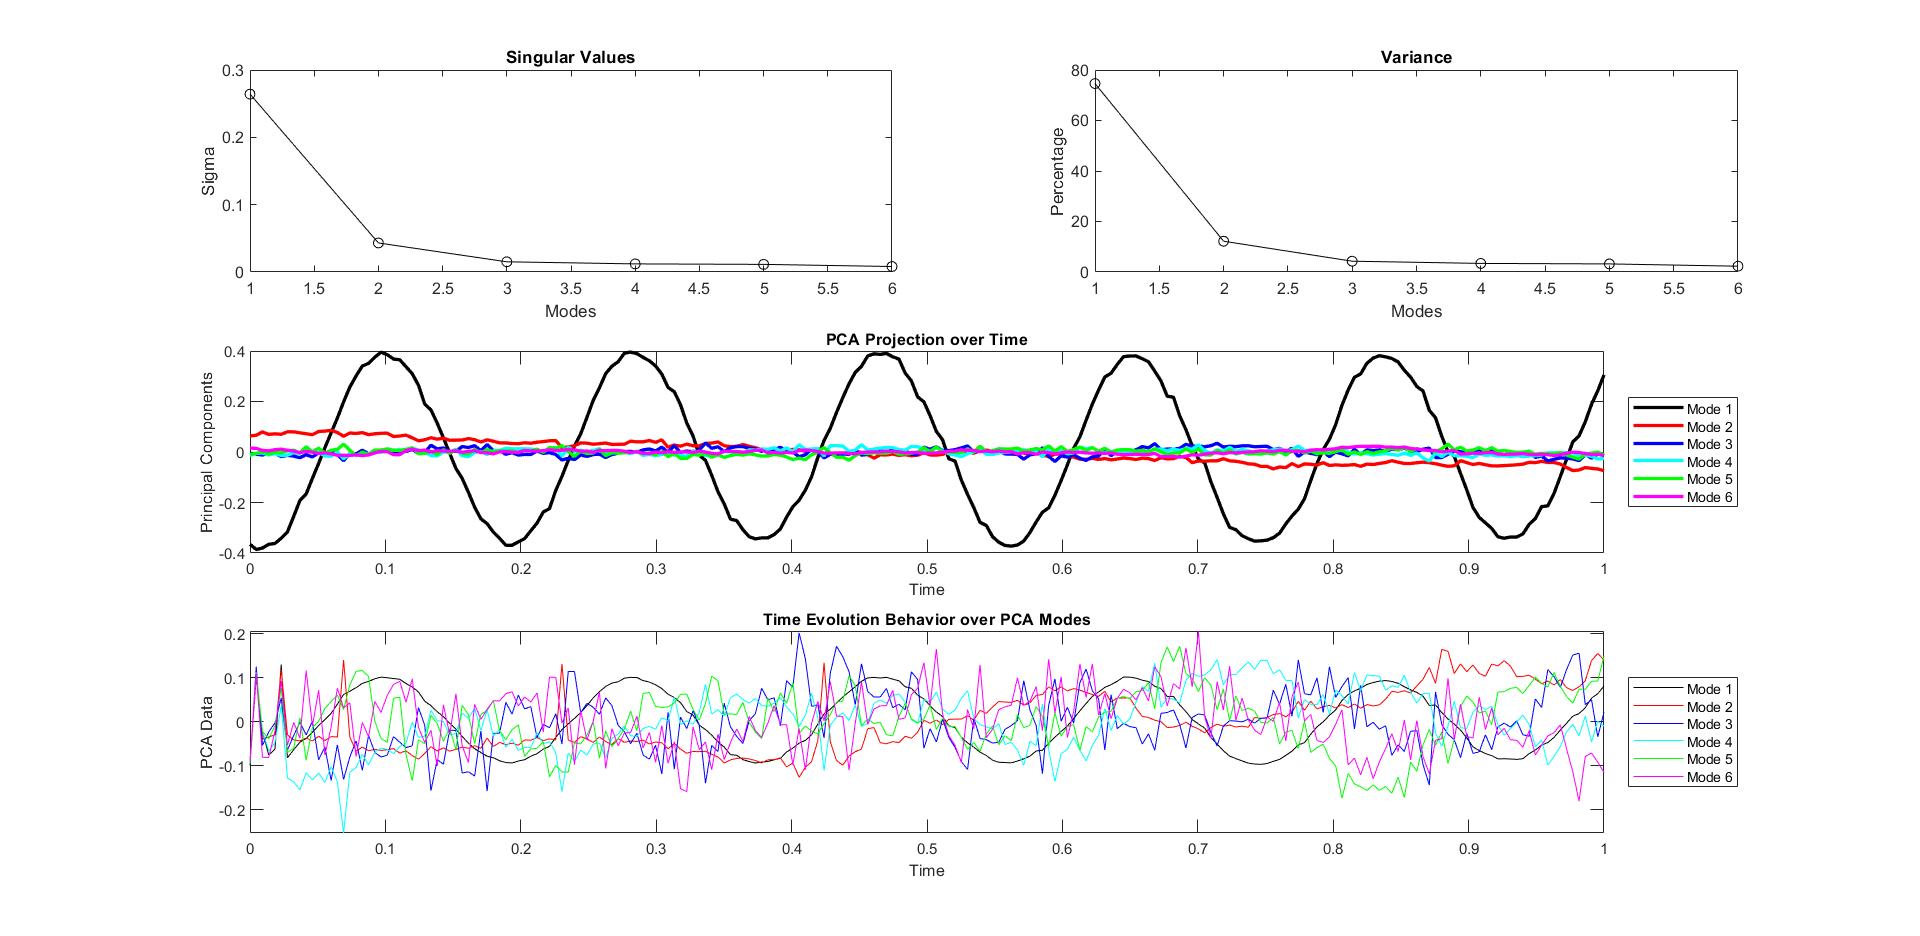 Singular Values
0.3
0.2
0.1
0
Sigma
1 1.5 2 2.5 3 3.5 4 4.5 5 5.5 6
Modes
Variance
80
60
40
20
0
Percentage
1 1.5 2 2.5 3 3.5 4 4.5 5 5.5 6
Modes
PCA Projection over Time
0.4
0.2
0
-0.2
-0.4
Principal Components
0 0.1 0.2 0.3 0.4 0.5 0.6 0.7 0.8 0.9 1
Time
Mode 1
Mode 2
Mode 3
Mode 4
Mode 5
Mode 6
Time Evolution Behavior over PCA Modes
0.2
0.1
0
-0.1
-0.2
PCA Data
0 0.1 0.2 0.3 0.4 0.5 0.6 0.7 0.8 0.9 1
Time
Mode 1
Mode 2
Mode 3
Mode 4
Mode 5
Mode 6